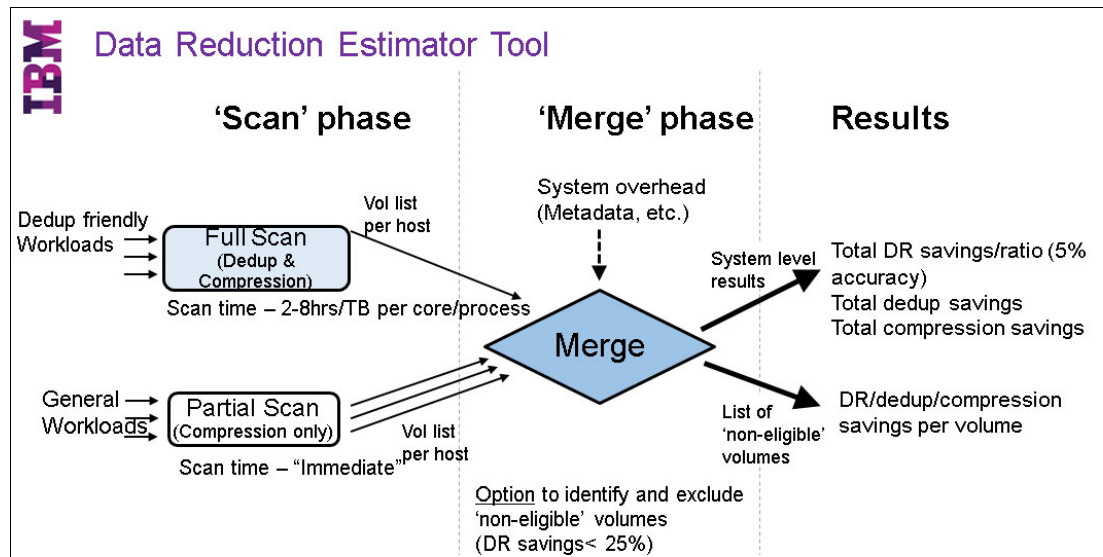 IBM
Data Reduction Estimator Tool
‘Scan’ phase
‘Merge’ phase
Results
Dedup friendly
Workloads
Full Scan
(Dedup &
Compression)
Vol list
per host
Scan time – 2-8hrs/TB per core/process
General
Workloads
Partial Scan
(Compression only)
Vol list
per host
Scan time – “Immediate”
System overhead
(Metadata, etc.)
Merge
Option to identify and exclude
‘non-eligible’ volumes
(DR savings< 25%)
System level
results
List of
‘non-eligible’
volumes
Total DR savings/ratio (5%
accuracy)
Total dedup savings
Total compression savings
DR/dedup/compression
savings per volume